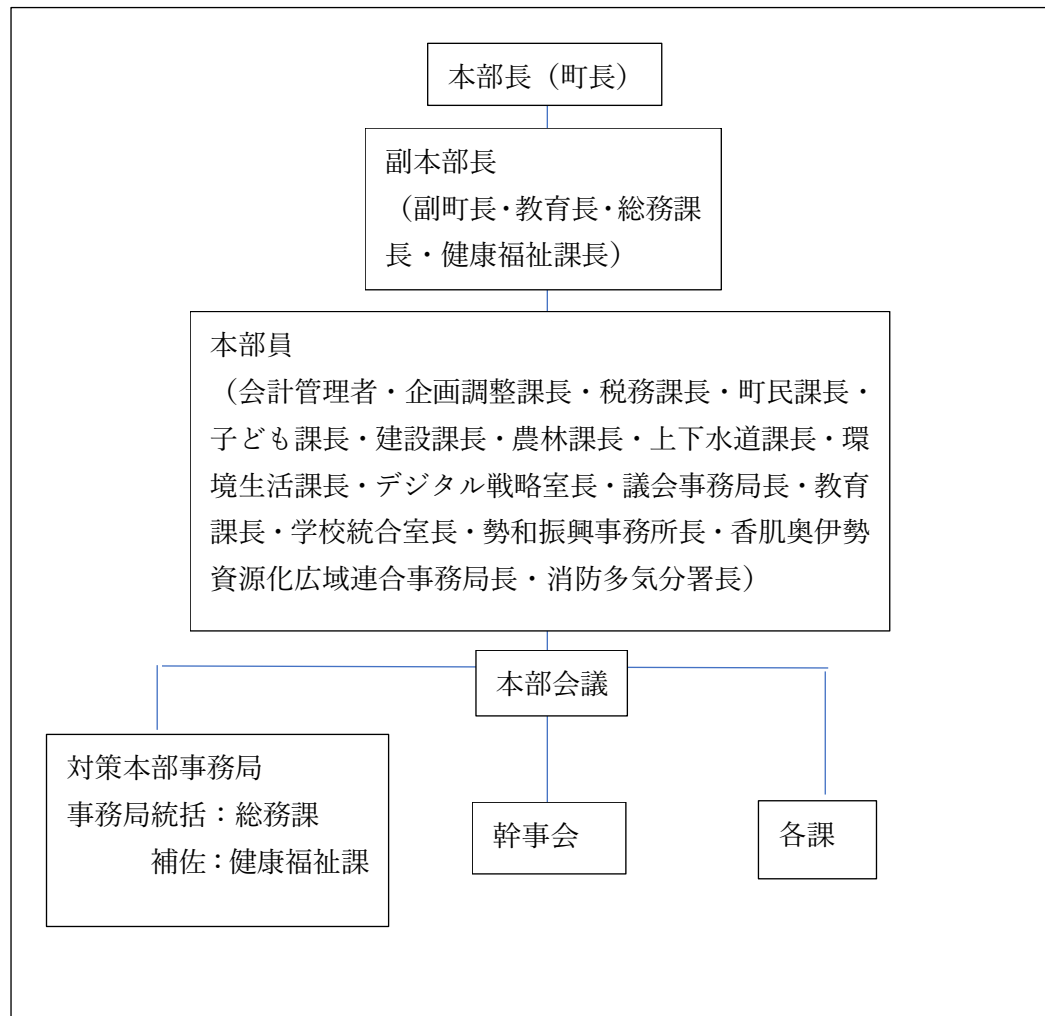 本部長（町長）
副本部長
（副町長・教育長・総務課
長・健康福祉課長）
本部員
（会計管理者・企画調整課長・税務課長・町民課長・
子ども課長・建設課長・農林課長・上下水道課長・環
境生活課長・デジタル戦略室長・議会事務局長・教育
課長・学校統合室長・勢和振興事務所長・香肌奥伊勢
資源化広域連合事務局長・消防多気分署長）
本部会議
対策本部事務局
事務局統括：総務課
補佐：健康福祉課
幹事会
各課